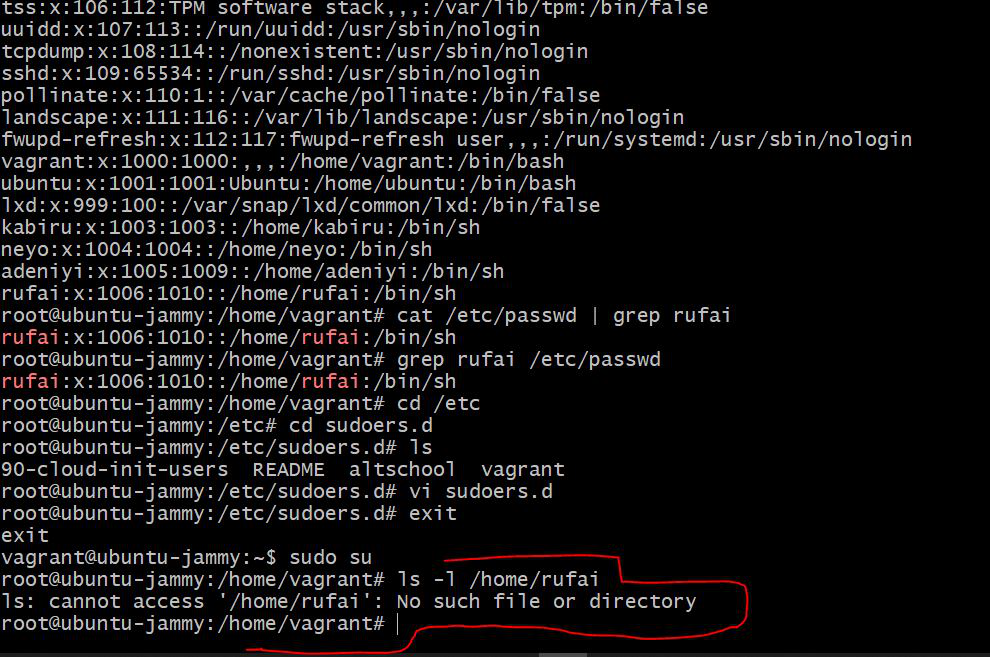 tss:x:106:112:TPM software stack,,,:/var/lib/tpm:/bin/false
uuidd:x:107:113::/run/uuidd:/usr/sbin/nologin
tcpdump:x:108:114::/nonexistent:/usr/sbin/nologin
sshd:x:109:65534::/run/sshd:/usr/sbin/nologin
pollinate:x:110:1::/var/cache/pollinate:/bin/false
landscape:x:111:116::/var/lib/landscape:/usr/sbin/nologin
fwupd-refresh:x:112:117:fwupd-refresh user,,,:/run/systemd:/usr/sbin/nologin
vagrant:x:1000:1000:,,,:/home/vagrant:/bin/bash
ubuntu:x:1001:1001:Ubuntu:/home/ubuntu:/bin/bash
lxd:x:999:100::/var/snap/lxd/common/lxd:/bin/false
kabiru:x:1003:1003::/home/kabiru:/bin/sh
neyo:x:1004:1004::/home/neyo:/bin/sh
adeniyi:x:1005:1009::/home/adeniyi:/bin/sh
rufai:x:1006:1010::/home/rufai:/bin/sh
root@ubuntu-jammy:/home/vagrant# cat /etc/passwd | grep rufai
rufai:x:1006:1010::/home/rufai:/bin/sh
root@ubuntu-jammy:/home/vagrant# grep rufai /etc/passwd
rufai:x:1006:1010::/home/rufai:/bin/sh
root@ubuntu-jammy:/home/vagrant# cd /etc
root@ubuntu-jammy:/etc# cd sudoers.d
root@ubuntu-jammy:/etc/sudoers.d# ls
90-cloud-init-users  README  altschool  vagrant
root@ubuntu-jammy:/etc/sudoers.d# vi sudoers.d
root@ubuntu-jammy:/etc/sudoers.d# exit
exit
vagrant@ubuntu-jammy:~$ sudo su
root@ubuntu-jammy:/home/vagrant# ls -l /home/rufai
ls: cannot access '/home/rufai': No such file or directory
root@ubuntu-jammy:/home/vagrant#